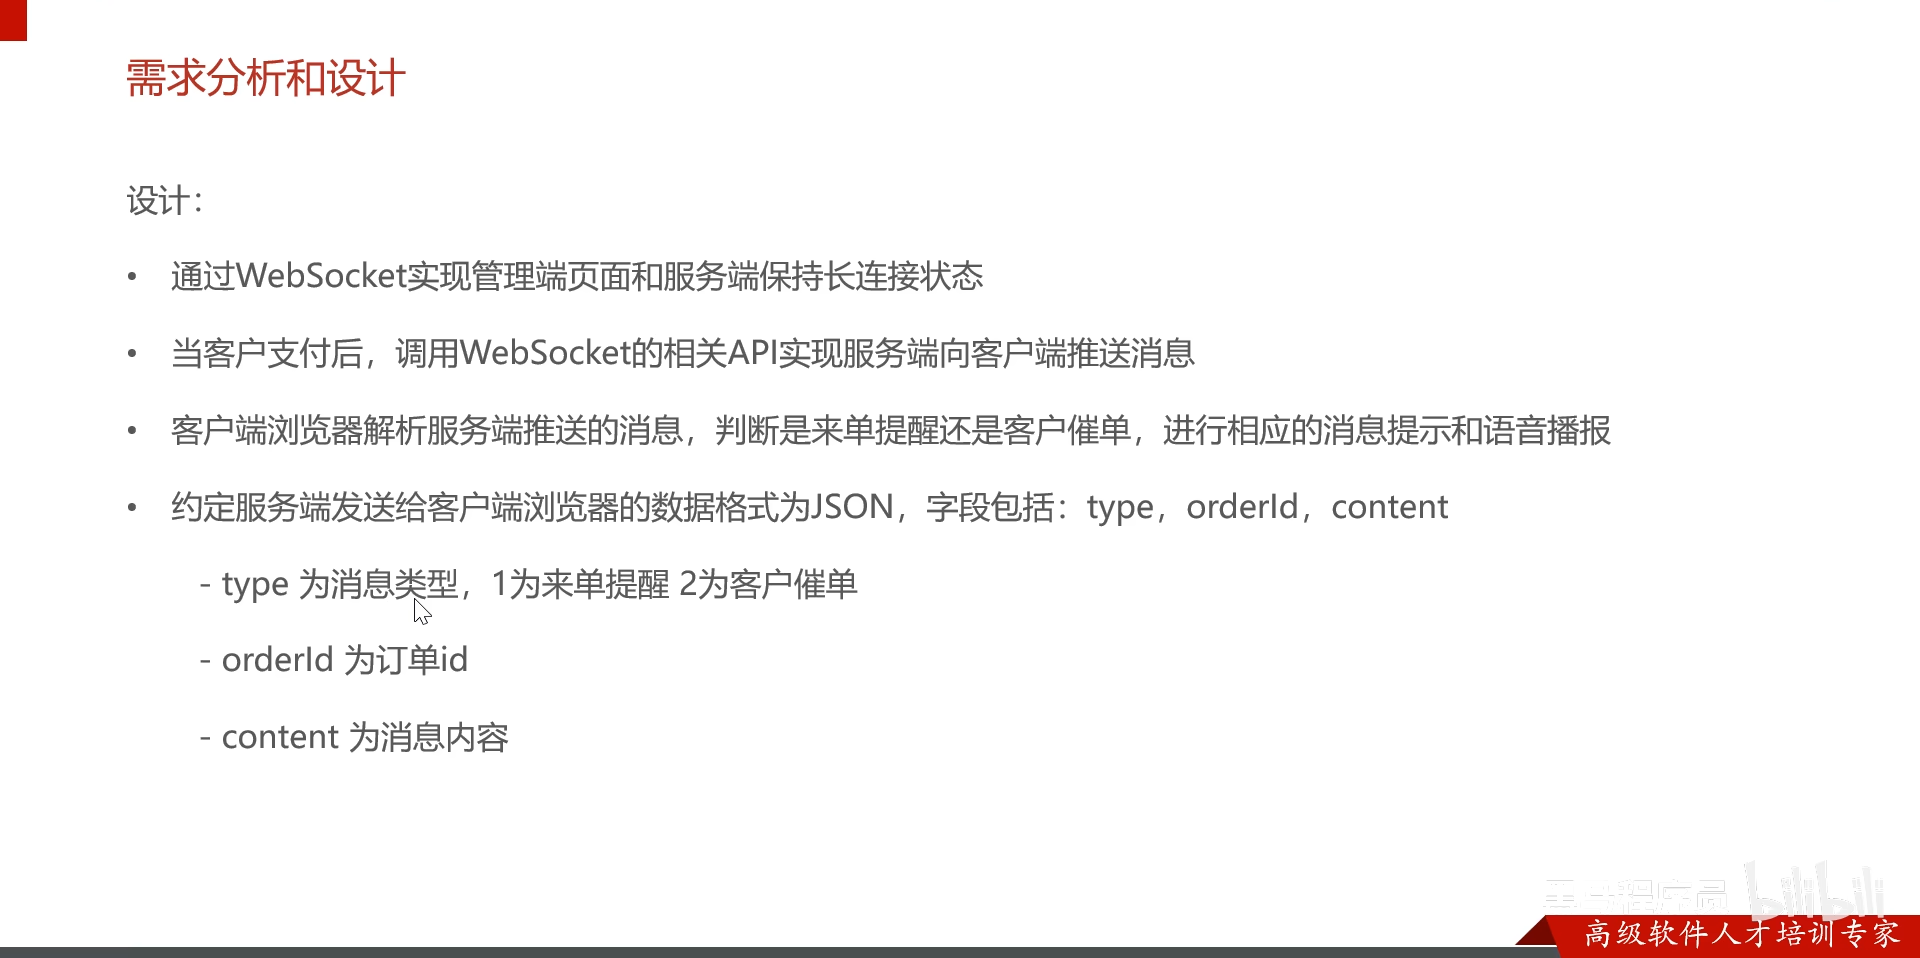 需求分析和设计
设计：
• 通过WebSocket实现管理端页面和服务端保持长连接状态
• 当客户支付后，调用WebSocket的相关API实现服务端向客户端推送消息
• 客户端浏览器解析服务端推送的消息，判断是来单提醒还是客户催单，进行相应的消息提示和语音播报
• 约定服务端发送给客户端浏览器的数据格式为JSON，字段包括：type，orderId，content
- type 为消息类型，1为来单提醒 2为客户催单
- orderId 为订单id
- content 为消息内容
黑马程序员 bilibili
高级软件人才培训专家